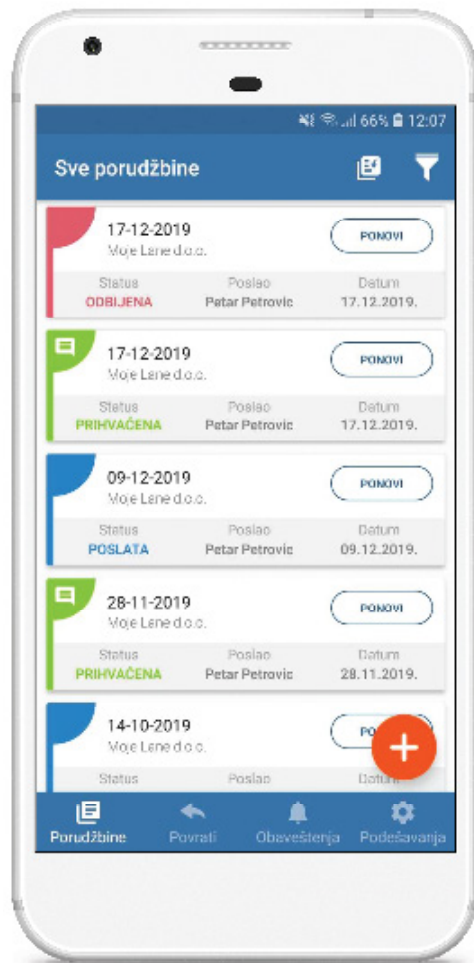 66% 12:07
Sve porudžbine
17-12-2019
Moje Lane d.o.o.
PONOVI
Status Poslao Datum
ODBIJENA Petar Petrovic 17.12.2019.
17-12-2019
Moje Lane d.o.o.
PONOVI
Status Poslao Datum
PRIHVAĆENA Petar Petrovic 17.12.2019.
09-12-2019
Moje Lane d.o.o.
PONOVI
Status Poslao Datum
POSLATA Petar Petrovic 09.12.2019.
28-11-2019
Moje Lane d.o.o.
PONOVI
Status Poslao Datum
PRIHVAĆENA Petar Petrovic 28.11.2019.
14-10-2019
Moje Lane d.o.o.
PO
Status Poslao Datum
Porudžbine Povrati Obaveštenja Podešavanja